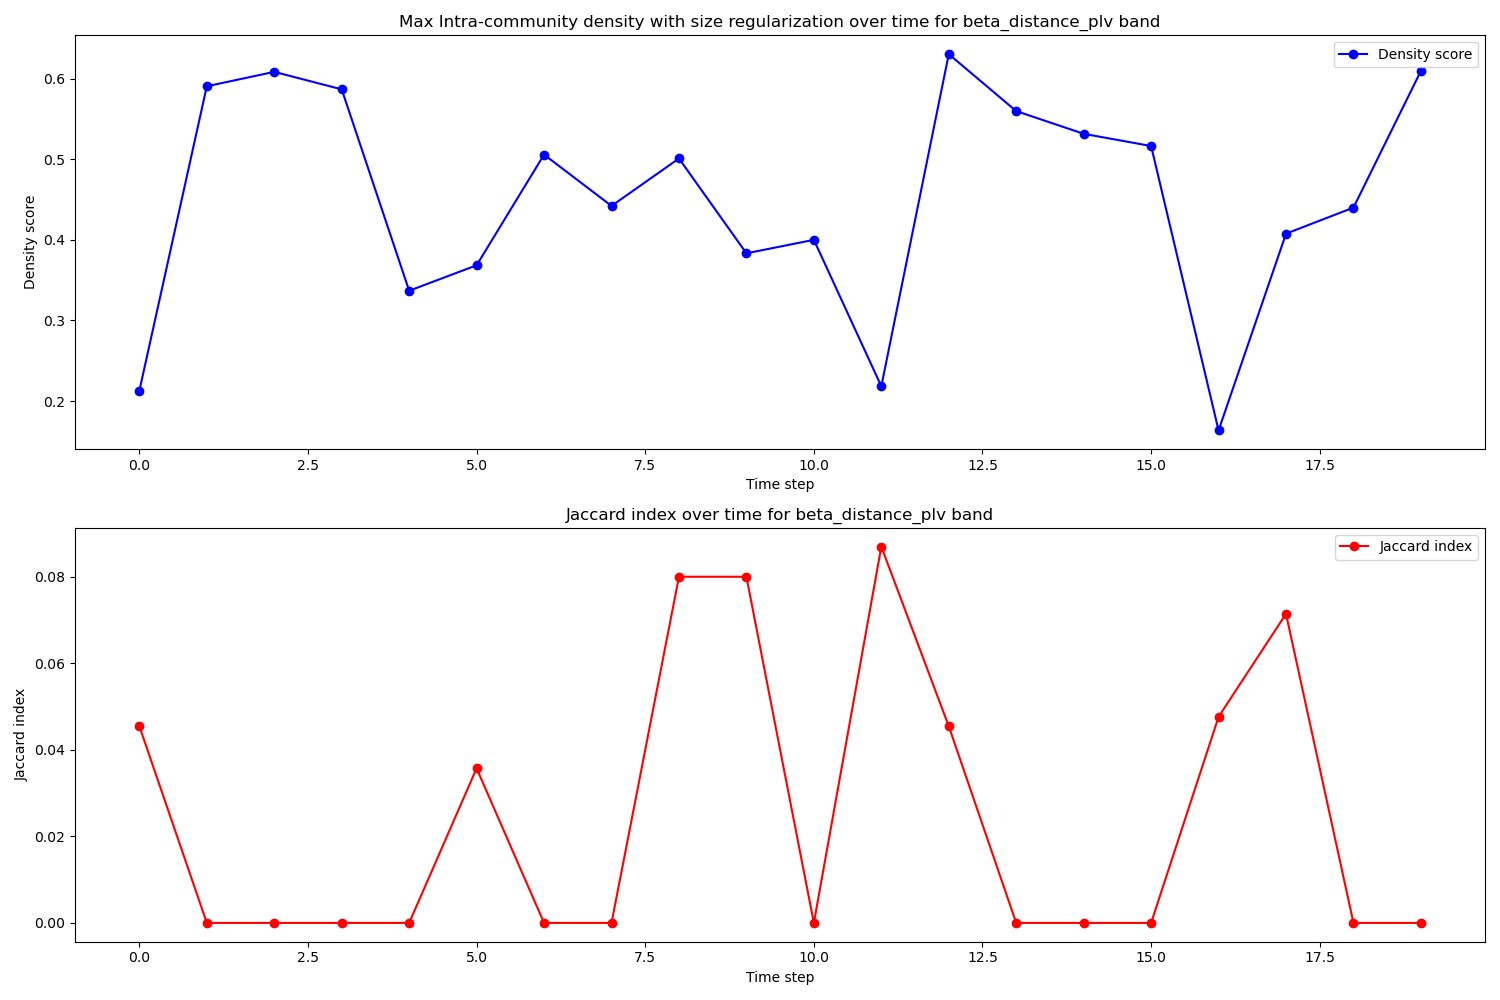 Max Intra-community density with size regularization over time for beta_distance_plv band
Density score
0.6
0.5
0.4
0.3
0.2
Density score
0.0 2.5 5.0 7.5 10.0 12.5 15.0 17.5
Time step
Jaccard index over time for beta_distance_plv band
Jaccard index
0.08
0.06
0.04
0.02
0.00
Jaccard index
0.0 2.5 5.0 7.5 10.0 12.5 15.0 17.5
Time step